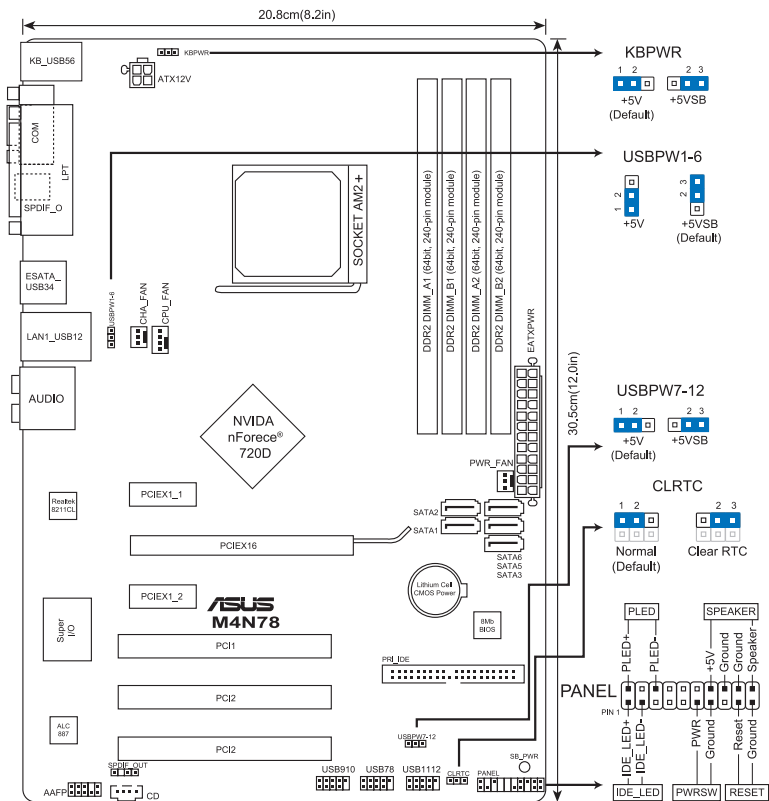 20.8cm(8.2in)
KB_USB56
KBPWR
ATX12V
KBPWR
1 2
2 3
+5V
(Default)
+5VSB
COM
LPT
SPDIF_O
SOCKET AM2+
DDR2 DIMM_A1 (64bit, 240-pin module)
DDR2 DIMM_B1 (64bit, 240-pin module)
DDR2 DIMM_A2 (64bit, 240-pin module)
DDR2 DIMM_B2 (64bit, 240-pin module)
USBPW1-6
2
1
3
2
+5V
+5VSB
(Default)
ESATA_
USB34
LAN1_USB12
AUDIO
USBPW1-6
CHA_FAN
CPU_FAN
EATXPWR
30.5cm(12.0in)
NVIDA
nForece®
720D
PWR_FAN
USBPW7-12
1 2
2 3
+5V
(Default)
+5VSB
Realtek
8211CL
PCIEX1_1
SATA2
SATA1
PCIEX16
SATA6
SATA5
SATA3
CLRTC
1 2
2 3
Normal
(Default)
Clear RTC
Super
I/O
PCIEX1_2
ASUS
M4N78
Lithium Cell
CMOS Power
8Mb
BIOS
PCI1
PRI_IDE
PCI2
ALC
887
PCI2
USBPW7-12
SPDIF_OUT
AAFP
CD
USB910
USB78
USB1112
CLRTC
PANEL
SB_PWR
PLED
SPEAKER
PLED+
PLED-
+5V
Ground
Ground
Speaker
PANEL
PIN 1
IDE_LED+
IDE_LED-
PWR
Ground
Reset
Ground
IDE_LED
PWRSW
RESET